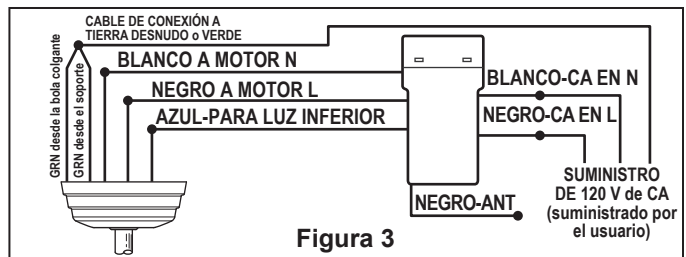 CABLE DE CONEXIÓN A
TIERRA DESNUDO o VERDE
GRN desde la bola colgante
GRN desde el soporte
BLANCO A MOTOR N
NEGRO A MOTOR L
AZUL-PARA LUZ INFERIOR
BLANCO-CA EN N
NEGRO-CA EN L
NEGRO-ANT
SUMINISTRO
DE 120 V de CA
(suministrado por
el usuario)
Figura 3